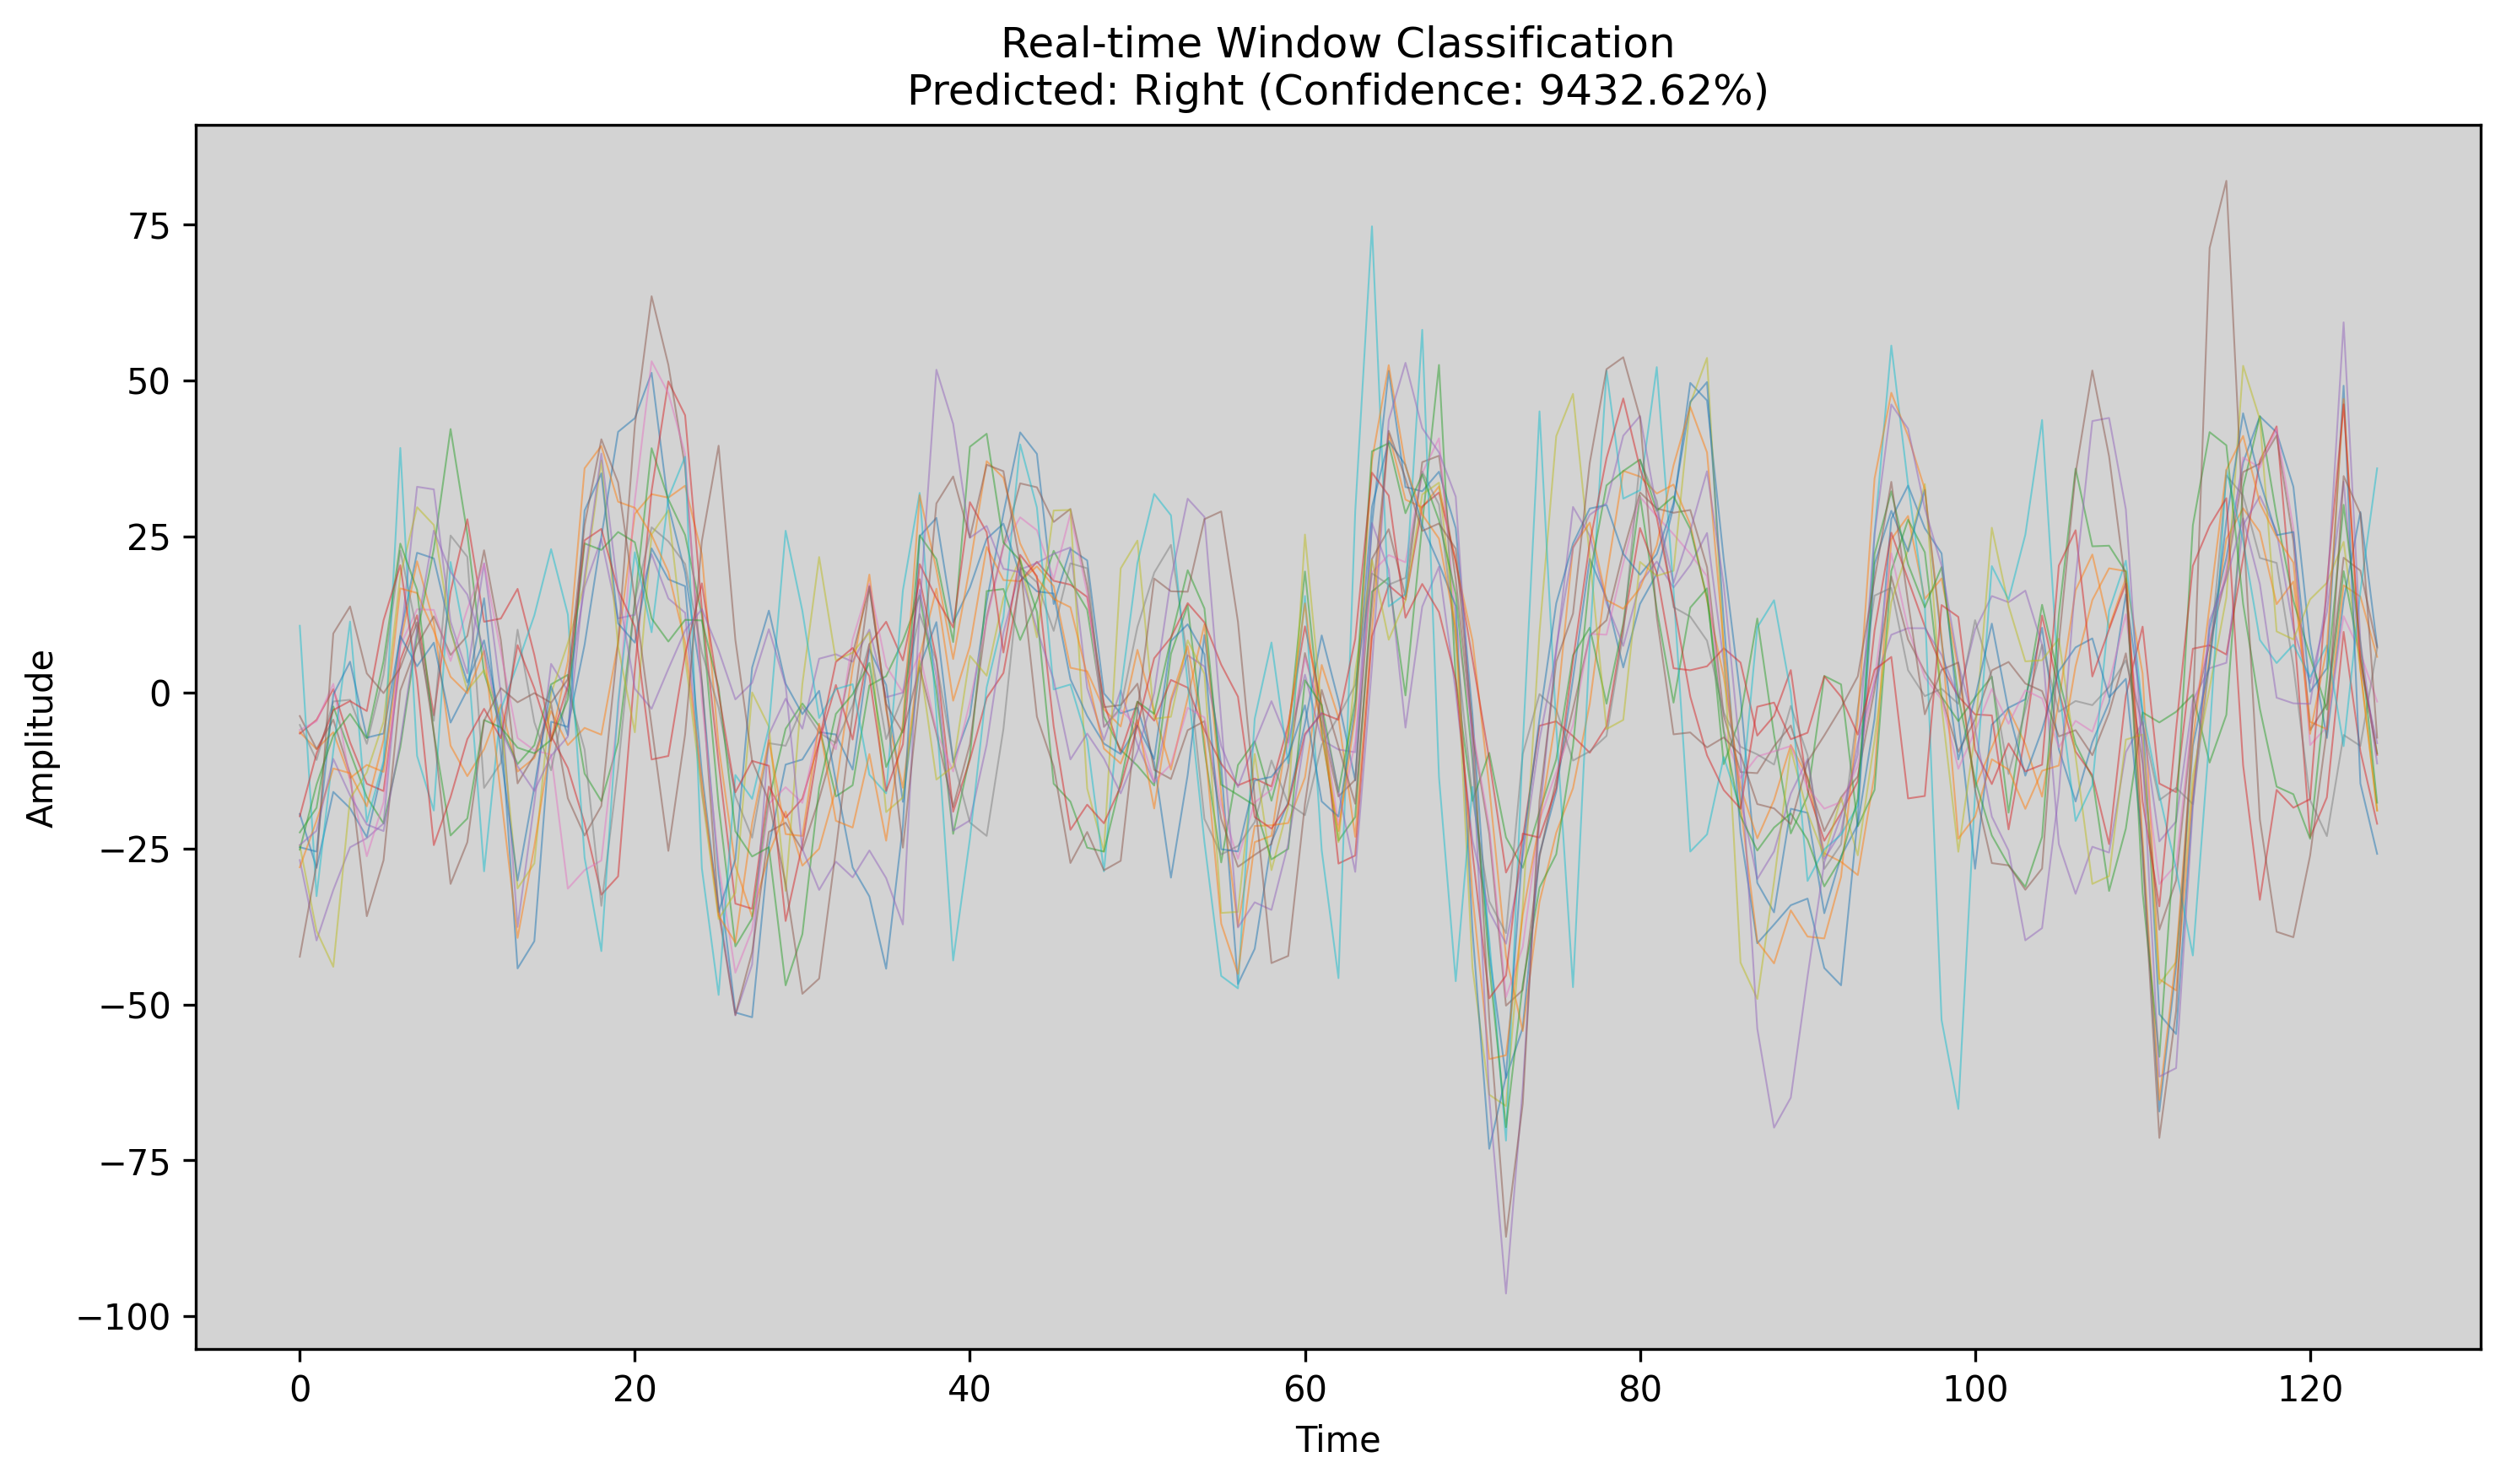 Real-time Window Classification
Predicted: Right (Confidence: 9432.62%)
75
50
25
0
−25
−50
−75
−100
Amplitude
0 20 40 60 80 100 120
Time